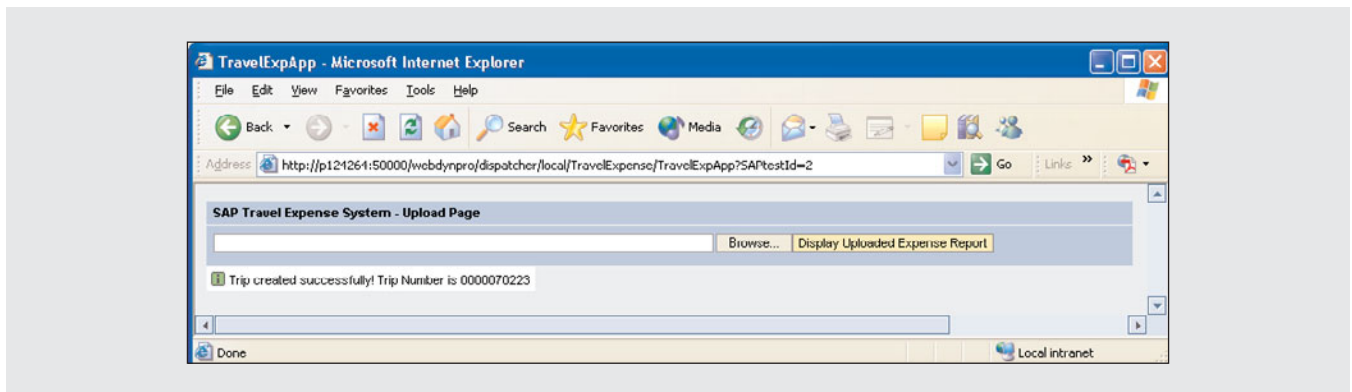 TravelExpApp - Microsoft Internet Explorer
File Edit View Favorites Tools Help
Back Search Favorites Media
Address http://p124264:50000/webdynpro/dispatcher/local/TravelExpense/TravelExpApp?SAPtestId=2 Go Links »
SAP Travel Expense System - Upload Page
Browse... Display Uploaded Expense Report
Trip created successfully! Trip Number is 0000070223
Done Local intranet